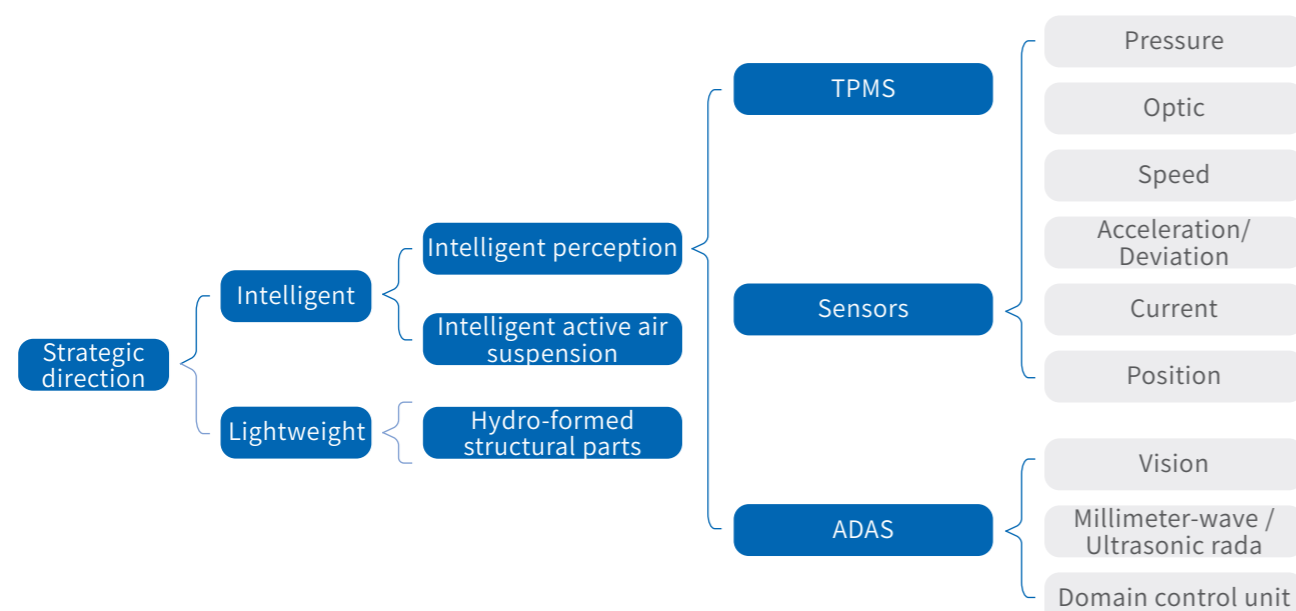 Strategic
direction
Intelligent
Lightweight
Intelligent perception
Intelligent active air
suspension
Hydro-formed
structural parts
TPMS
Sensors
ADAS
Pressure
Optic
Speed
Acceleration/
Deviation
Current
Position
Vision
Millimeter-wave /
Ultrasonic rada
Domain control unit